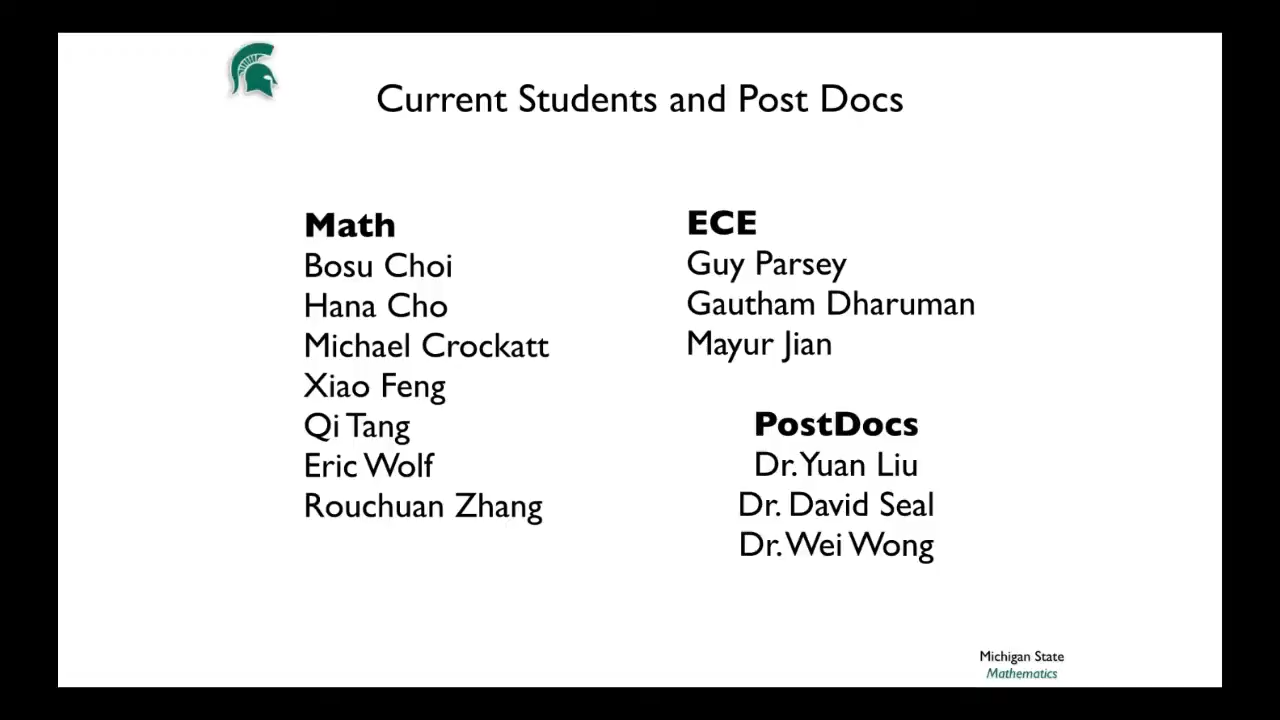 Current Students and Post Docs
Math
Bosu Choi
Hana Cho
Michael Crockatt
Xiao Feng
Qi Tang
Eric Wolf
Rouchuan Zhang
ECE
Guy Parsey
Gautham Dharuman
Mayur Jian
PostDocs
Dr. Yuan Liu
Dr. David Seal
Dr. Wei Wong
Michigan State
Mathematics